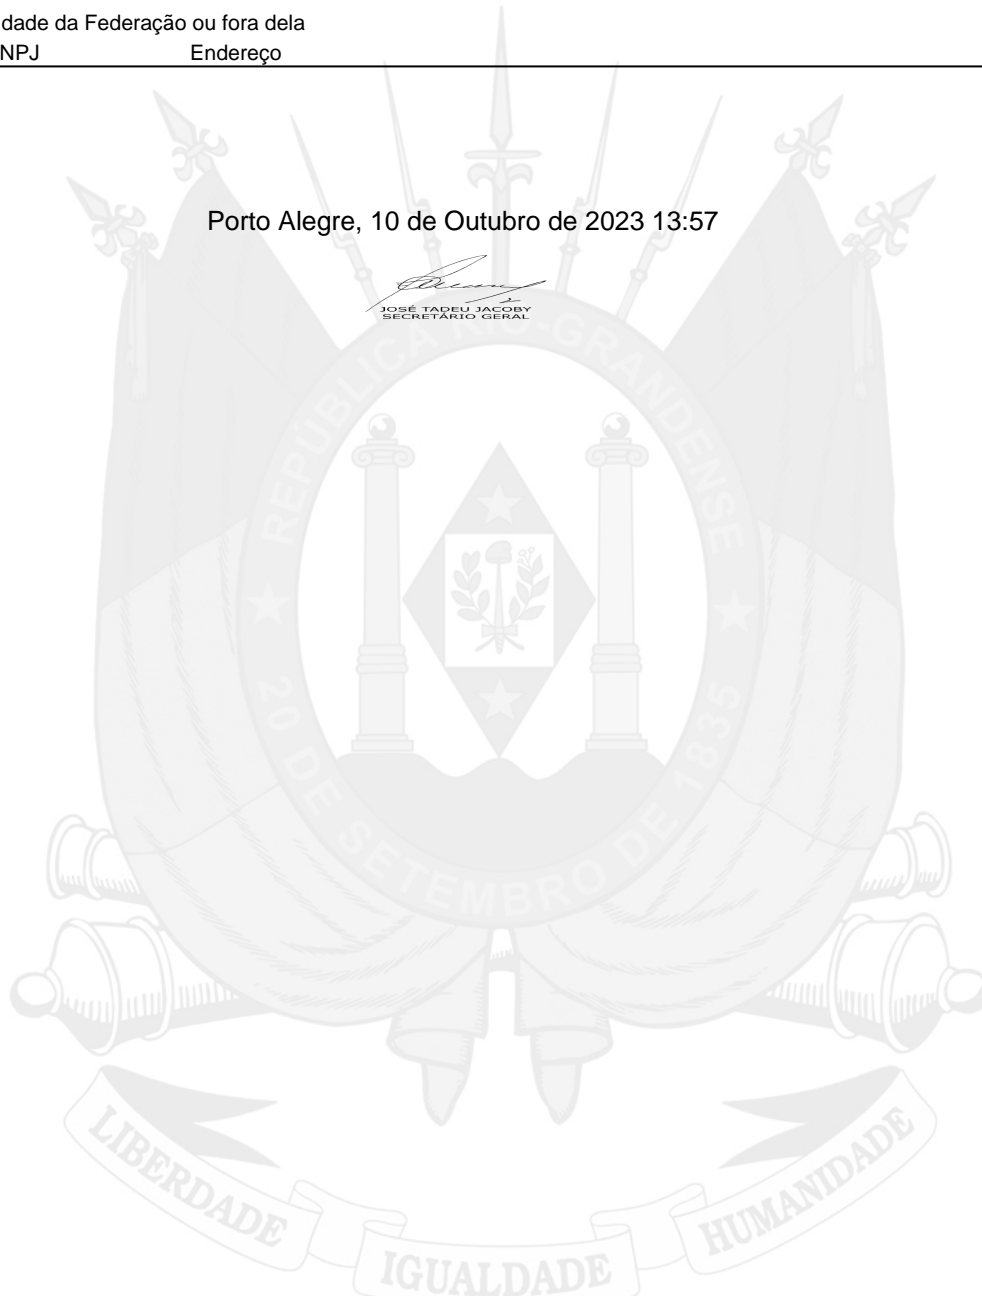 dade da Federação ou fora dela
NPJ Endereço
Porto Alegre, 10 de Outubro de 2023 13:57
JOSÉ TADEU JACOBY
SECRETÁRIO GERAL
REPÚBLICA RIO-GRANDENSE
20 DE SETEMBRO DE 1835
LIBERDADE
IGUALDADE
HUMANIDADE